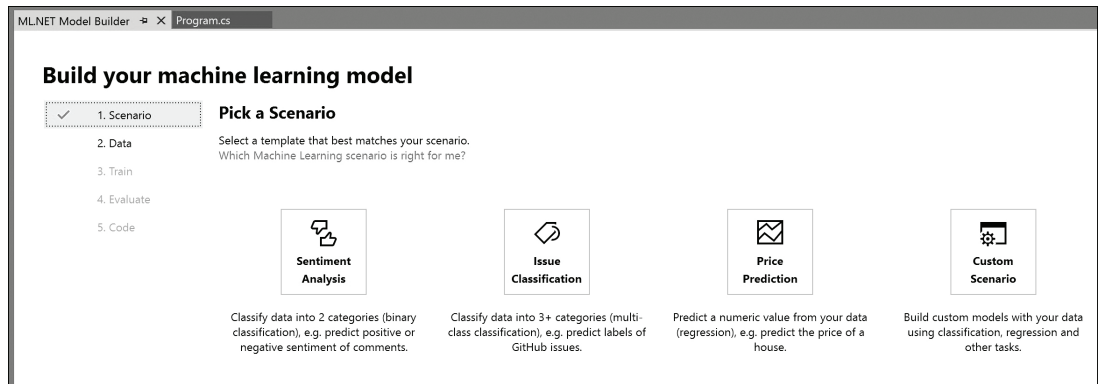 ML.NET Model Builder
Program.cs
Build your machine learning model
1. Scenario
2. Data
3. Train
4. Evaluate
5. Code
Pick a Scenario
Select a template that best matches your scenario.
Which Machine Learning scenario is right for me?
Sentiment
Analysis
Classify data into 2 categories (binary
classification), e.g. predict positive or
negative sentiment of comments.
Issue
Classification
Classify data into 3+ categories (multi-
class classification), e.g. predict labels of
GitHub issues.
Price
Prediction
Predict a numeric value from your data
(regression), e.g. predict the price of a
house.
Custom
Scenario
Build custom models with your data
using classification, regression and
other tasks.